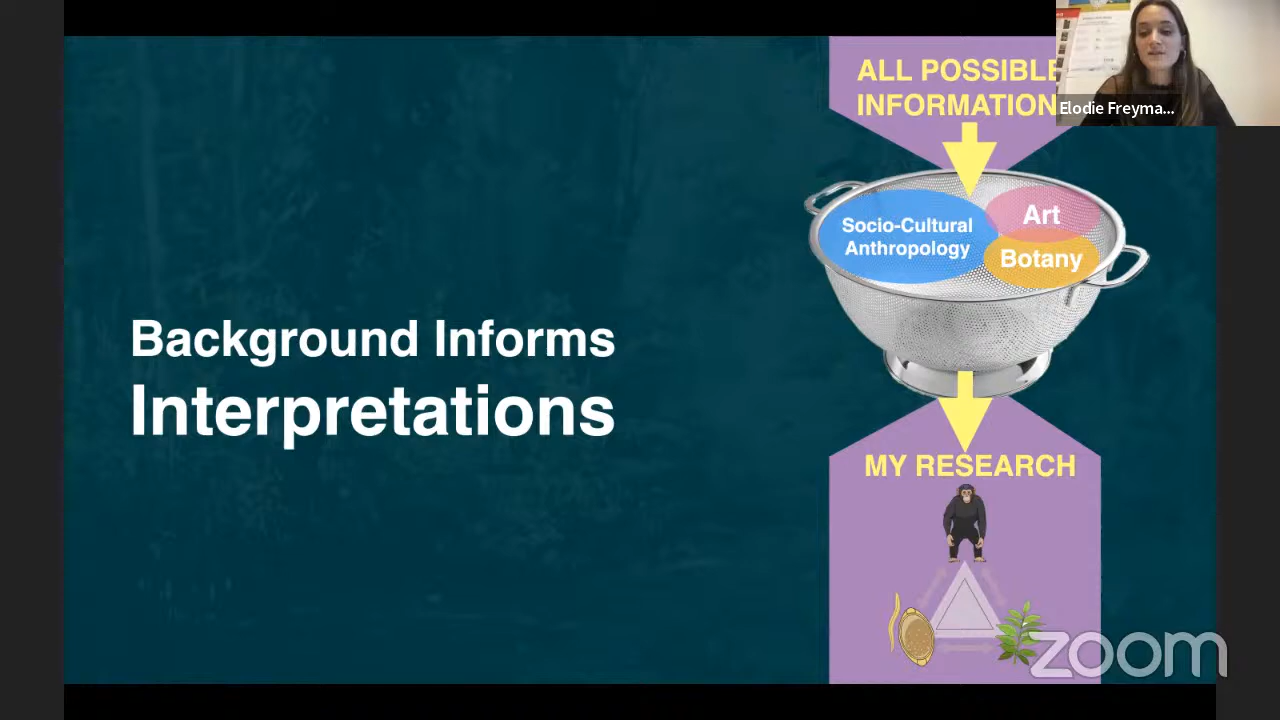 ALL POSSIBLE
INFORMATION
Elodie Freyma...
Socio-Cultural
Anthropology
Art
Botany
Background Informs
Interpretations
MY RESEARCH
zoom